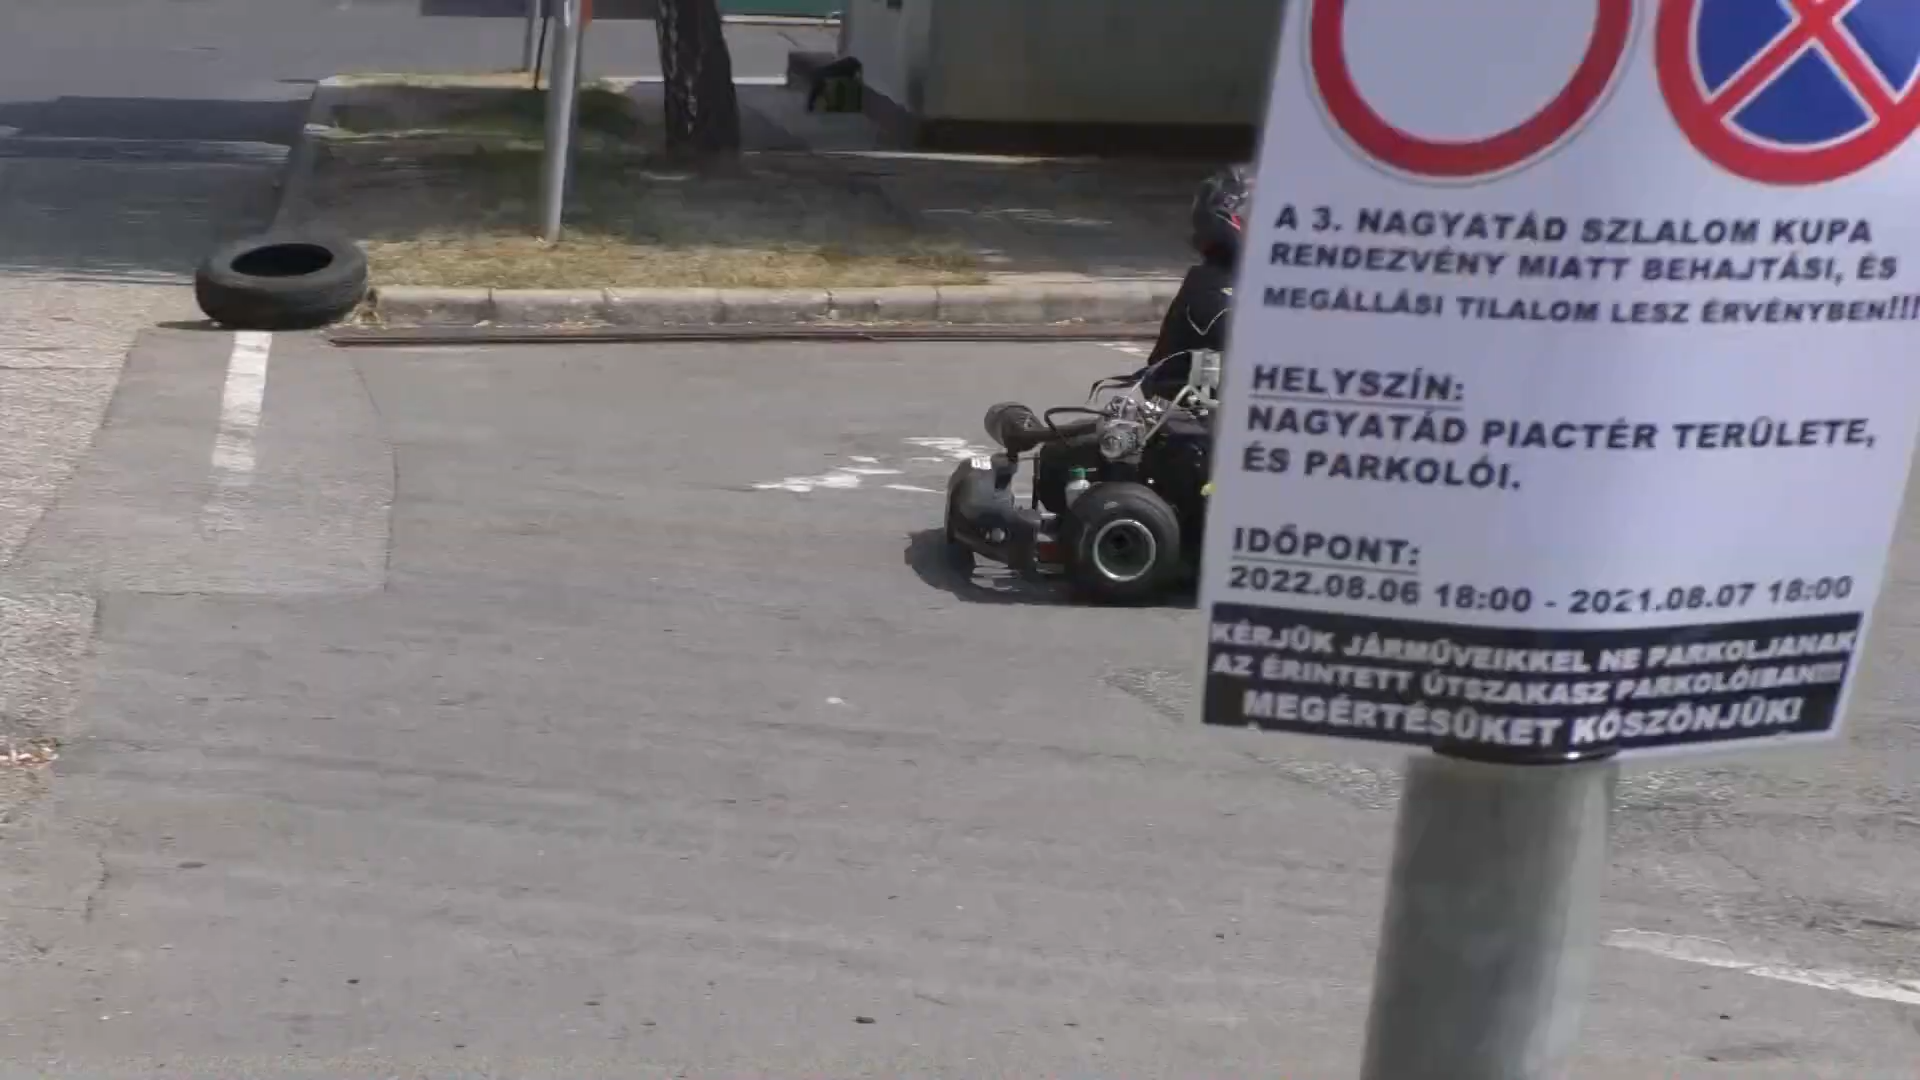 A 3. NAGYATÁD SZLALOM KUPA
RENDEZVÉNY MIATT BEHAJTÁSI, ÉS
MEGÁLLÁSI TILALOM LESZ ÉRVÉNYBEN!!!
HELYSZÍN:
NAGYATÁD PIACTÉR TERÜLETE,
ÉS PARKOLÓI.
IDŐPONT:
2022.08.06 18:00 - 2021.08.07 18:00
KÉRJÜK JÁRMŰVEIKKEL NE PARKOLJANAK
AZ ÉRINTETT ÚTSZAKASZ PARKOLÓIBAN!!!
MEGÉRTÉSÜKET KÖSZÖNJÜK!